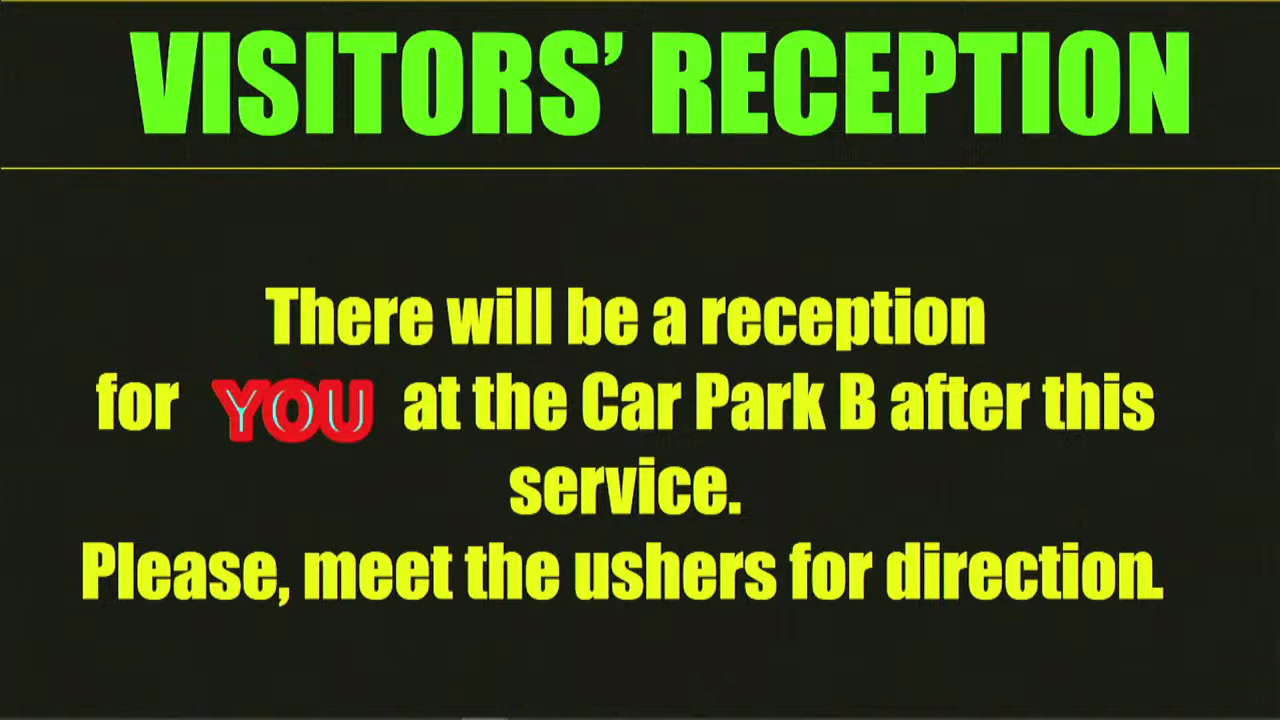 VISITORS’ RECEPTION
There will be a reception
for YOU at the Car Park B after this
service.
Please, meet the ushers for direction.